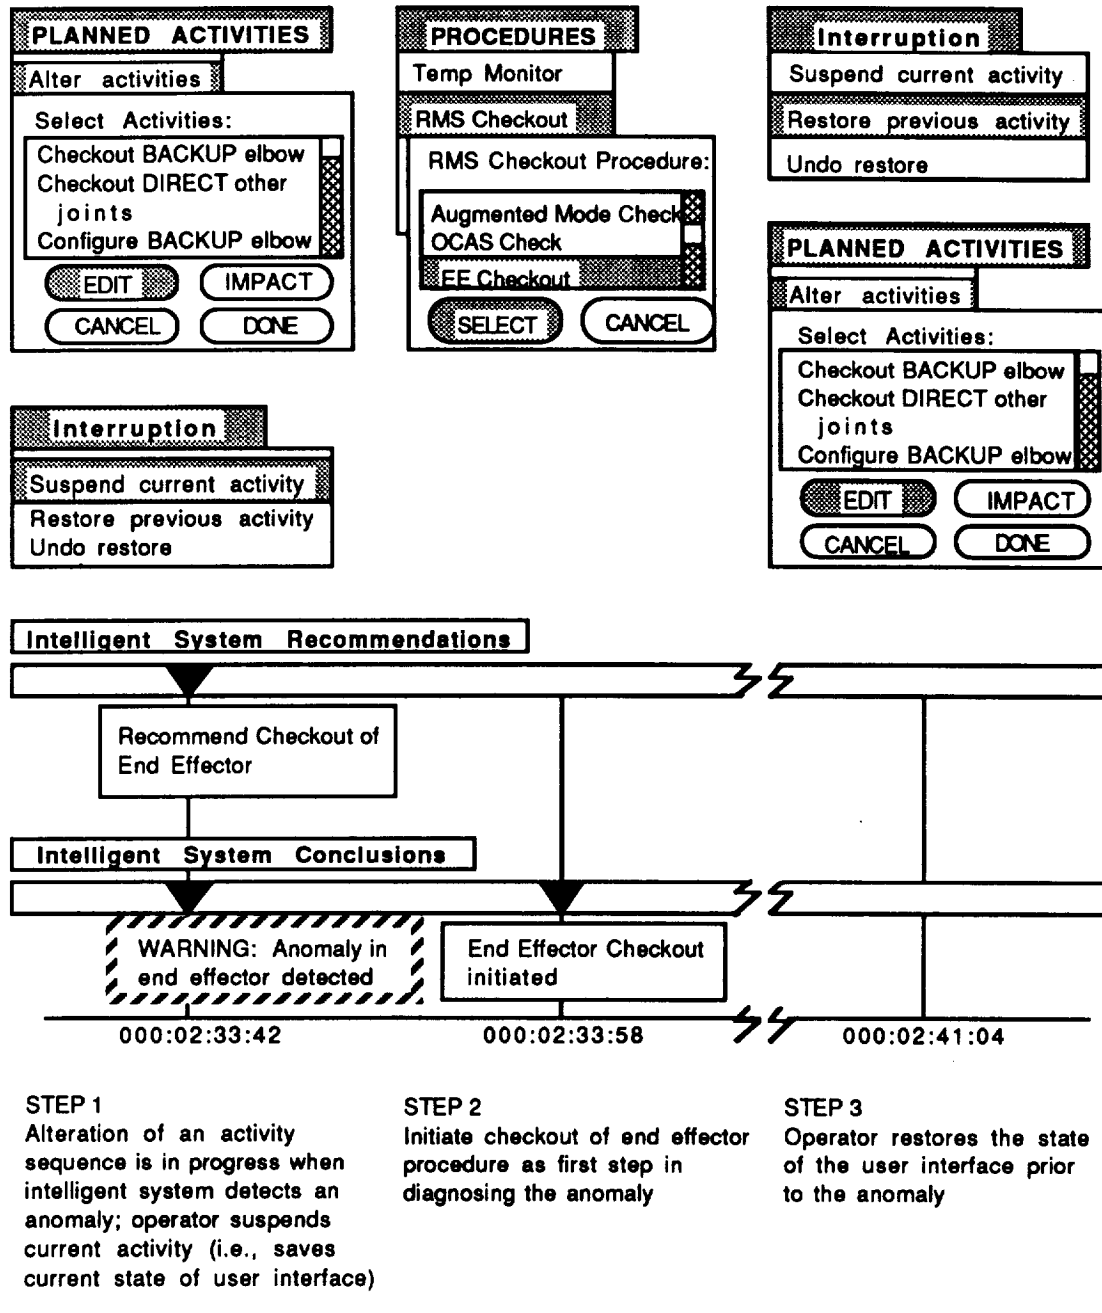 PLANNED ACTIVITIES
Alter activities
Select Activities:
Checkout BACKUP elbow
Checkout DIRECT other
joints
Configure BACKUP elbow
EDIT
IMPACT
CANCEL
DONE
Interruption
Suspend current activity
Restore previous activity
Undo restore
PROCEDURES
Temp Monitor
RMS Checkout
RMS Checkout Procedure:
Augmented Mode Check
OCAS Check
EE Checkout
SELECT
CANCEL
Interruption
Suspend current activity
Restore previous activity
Undo restore
PLANNED ACTIVITIES
Alter activities
Select Activities:
Checkout BACKUP elbow
Checkout DIRECT other
joints
Configure BACKUP elbow
EDIT
IMPACT
CANCEL
DONE
Intelligent System Recommendations
Recommend Checkout of
End Effector
Intelligent System Conclusions
WARNING: Anomaly in
end effector detected
End Effector Checkout
initiated
000:02:33:42
000:02:33:58
000:02:41:04
STEP 1
Alteration of an activity
sequence is in progress when
intelligent system detects an
anomaly; operator suspends
current activity (i.e., saves
current state of user interface)
STEP 2
Initiate checkout of end effector
procedure as first step in
diagnosing the anomaly
STEP 3
Operator restores the state
of the user interface prior
to the anomaly